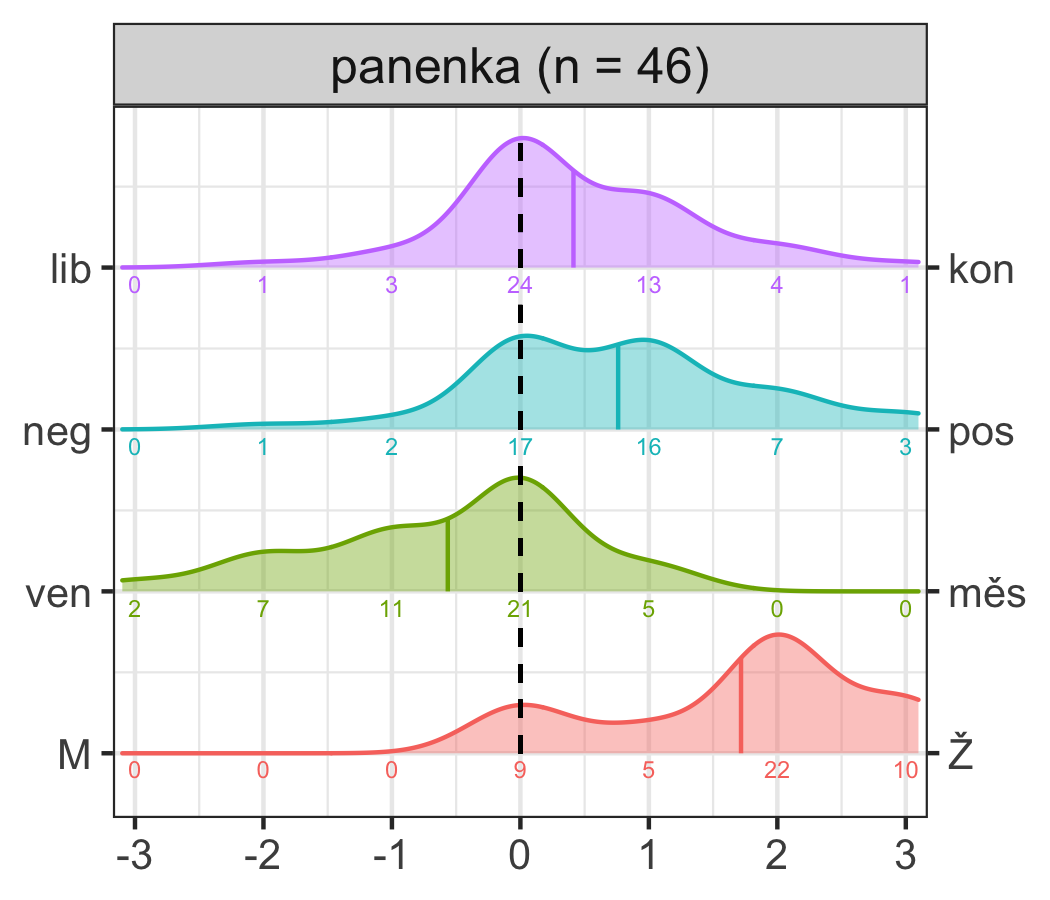 panenka (n = 46)
lib kon
0 1 3 24 13 4 1
neg pos
0 1 2 17 16 7 3
ven měs
2 7 11 21 5 0 0
M Ž
0 0 0 9 5 22 10
-3 -2 -1 0 1 2 3